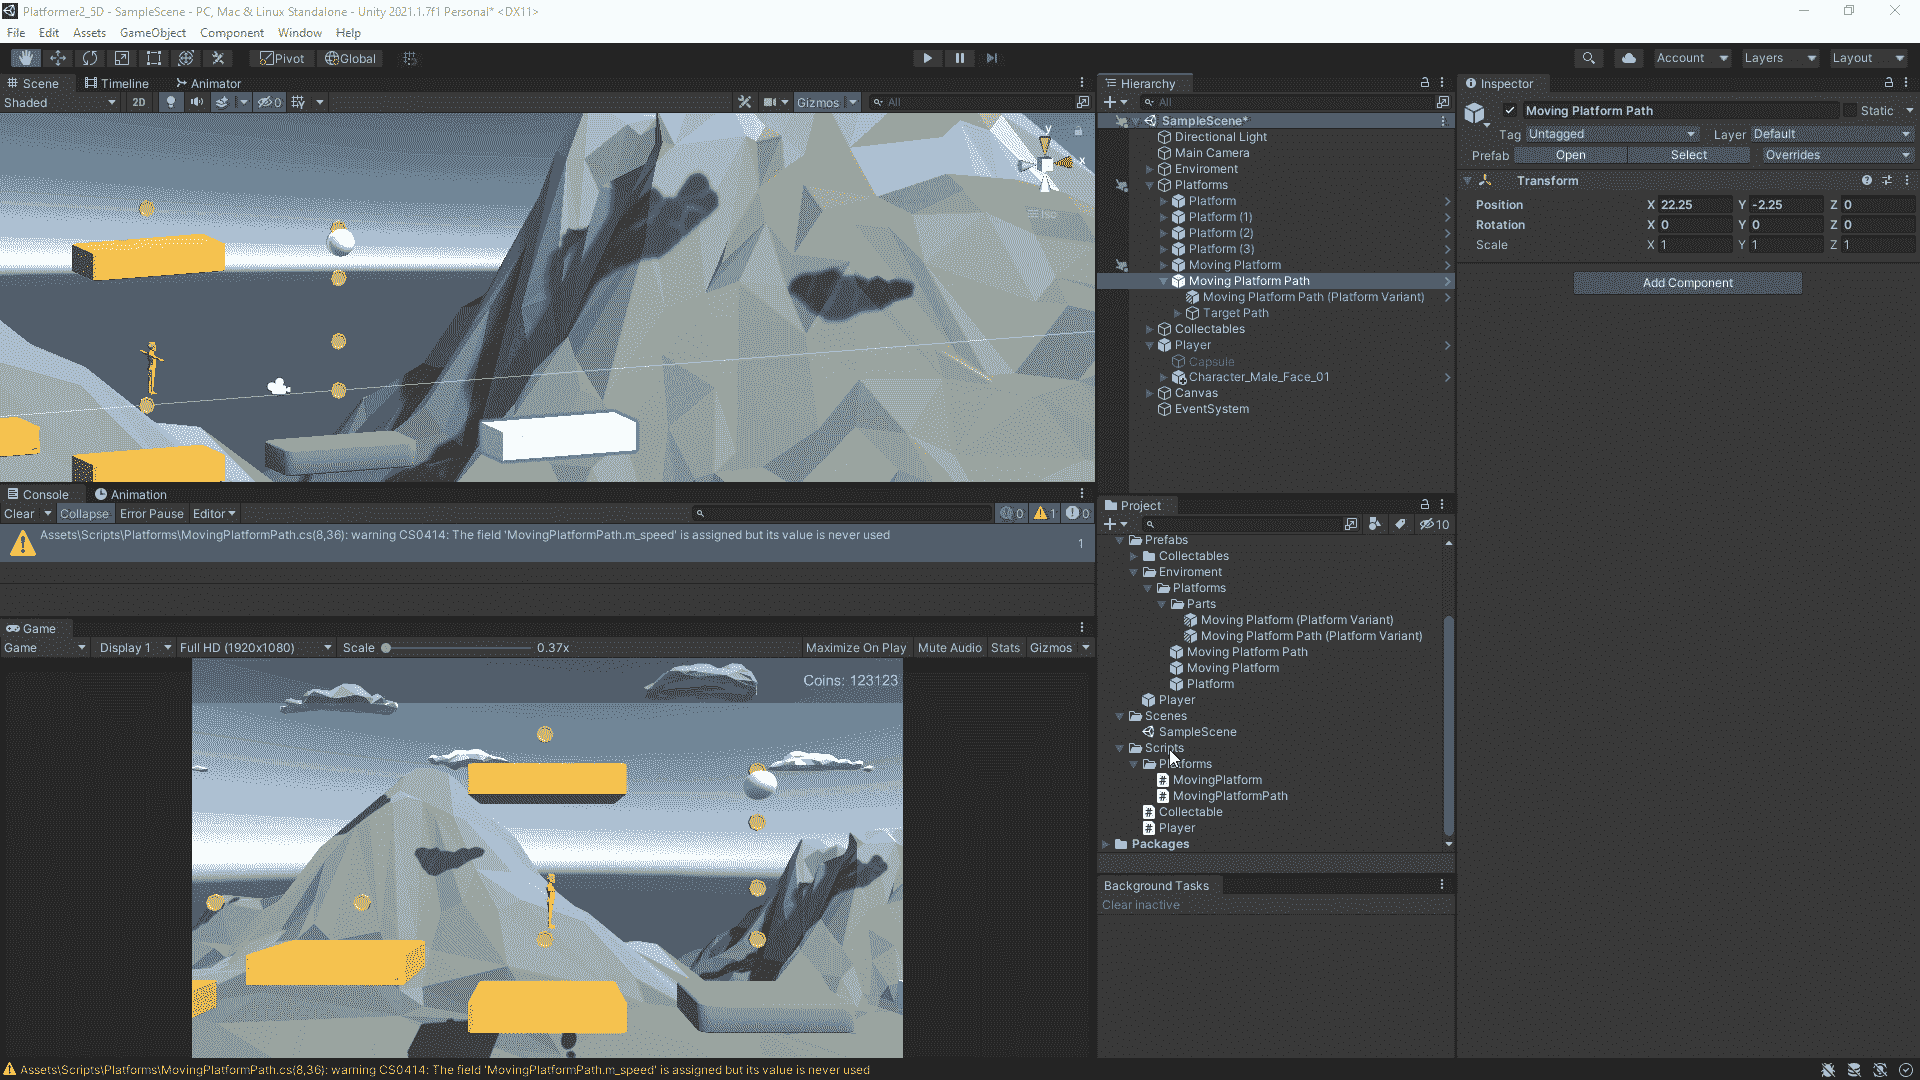 Platformer2_5D - SampleScene - PC, Mac & Linux Standalone - Unity 2021.1.7f1 Personal* <DX11>
File Edit Assets GameObject Component Window Help
Pivot Global Account Layers Layout
Scene Timeline Animator
Shaded 2D 0 Gizmos All
y
x
Iso
Hierarchy
All
SampleScene*
Directional Light
Main Camera
Enviroment
Platforms
Platform
Platform (1)
Platform (2)
Platform (3)
Moving Platform
Moving Platform Path
Moving Platform Path (Platform Variant)
Target Path
Collectables
Player
Capsule
Character_Male_Face_01
Canvas
EventSystem
Inspector
Moving Platform Path Static
Tag Untagged Layer Default
Prefab Open Select Overrides
Transform
Position X 22.25 Y -2.25 Z 0
Rotation X 0 Y 0 Z 0
Scale X 1 Y 1 Z 1
Add Component
Console Animation
Clear Collapse Error Pause Editor 0 1 0
Assets\Scripts\Platforms\MovingPlatformPath.cs(8,36): warning CS0414: The field 'MovingPlatformPath.m_speed' is assigned but its value is never used
1
Game
Game Display 1 Full HD (1920x1080) Scale 0.37x Maximize On Play Mute Audio Stats Gizmos
Coins: 123123
Project
10
Prefabs
Collectables
Enviroment
Platforms
Parts
Moving Platform (Platform Variant)
Moving Platform Path (Platform Variant)
Moving Platform Path
Moving Platform
Platform
Player
Scenes
SampleScene
Scripts
Platforms
MovingPlatform
MovingPlatformPath
Collectable
Player
Packages
Background Tasks
Clear inactive
Assets\Scripts\Platforms\MovingPlatformPath.cs(8,36): warning CS0414: The field 'MovingPlatformPath.m_speed' is assigned but its value is never used